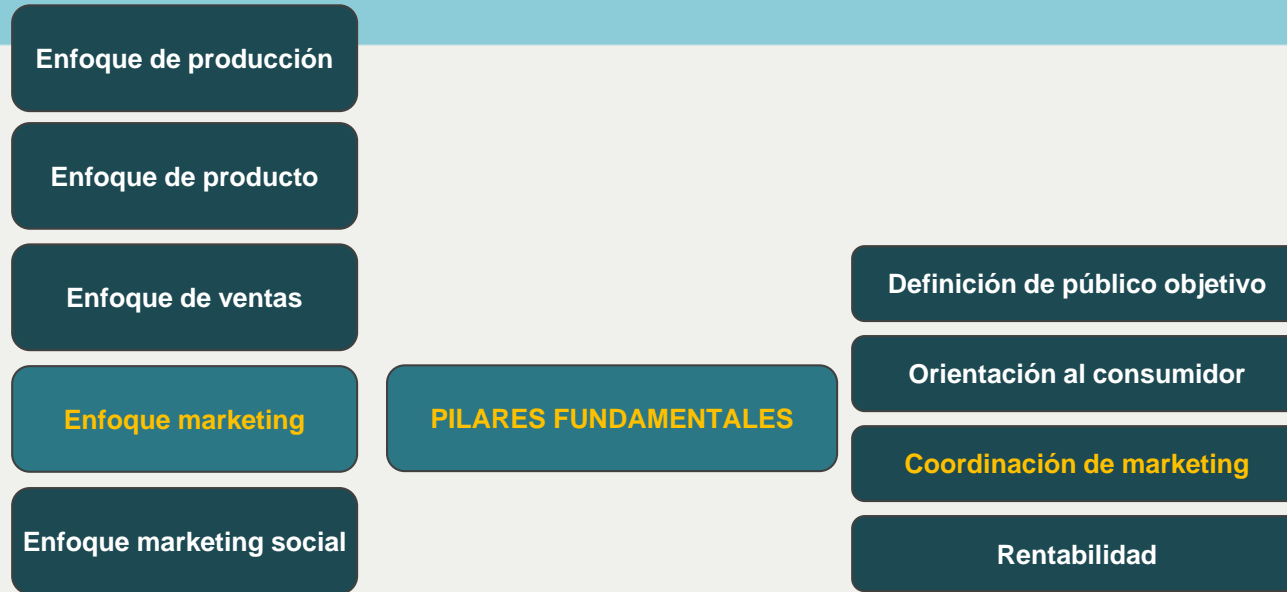 Enfoque de producción
Enfoque de producto
Enfoque de ventas
Enfoque marketing
Enfoque marketing social
PILARES FUNDAMENTALES
Definición de público objetivo
Orientación al consumidor
Coordinación de marketing
Rentabilidad